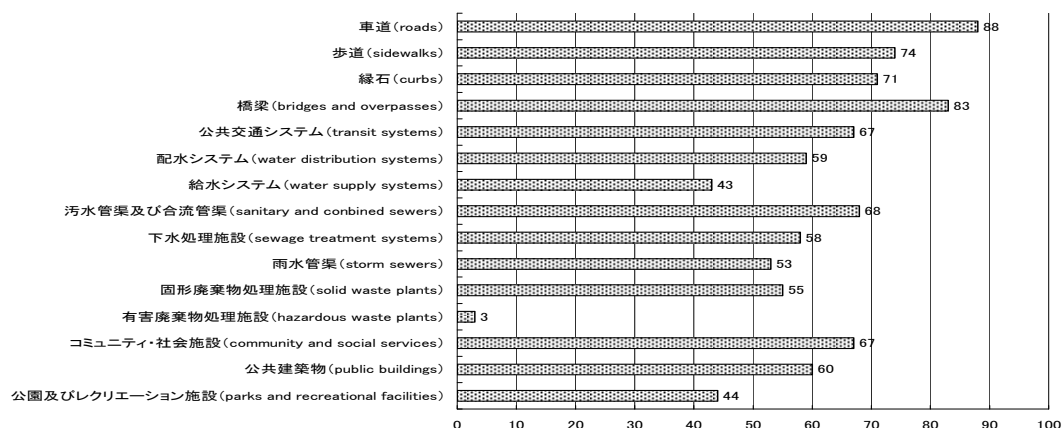 車道(roads) 88
歩道(sidewalks) 74
縁石(curbs) 71
橋梁(bridges and overpasses) 83
公共交通システム(transit systems) 67
配水システム(water distribution systems) 59
給水システム(water supply systems) 43
汚水管渠及び合流管渠(sanitary and conbined sewers) 68
下水処理施設(sewage treatment systems) 58
雨水管渠(storm sewers) 53
固形廃棄物処理施設(solid waste plants) 55
有害廃棄物処理施設(hazardous waste plants) 3
コミュニティ・社会施設(community and social services) 67
公共建築物(public buildings) 60
公園及びレクリエーション施設(parks and recreational facilities) 44
0 10 20 30 40 50 60 70 80 90 100